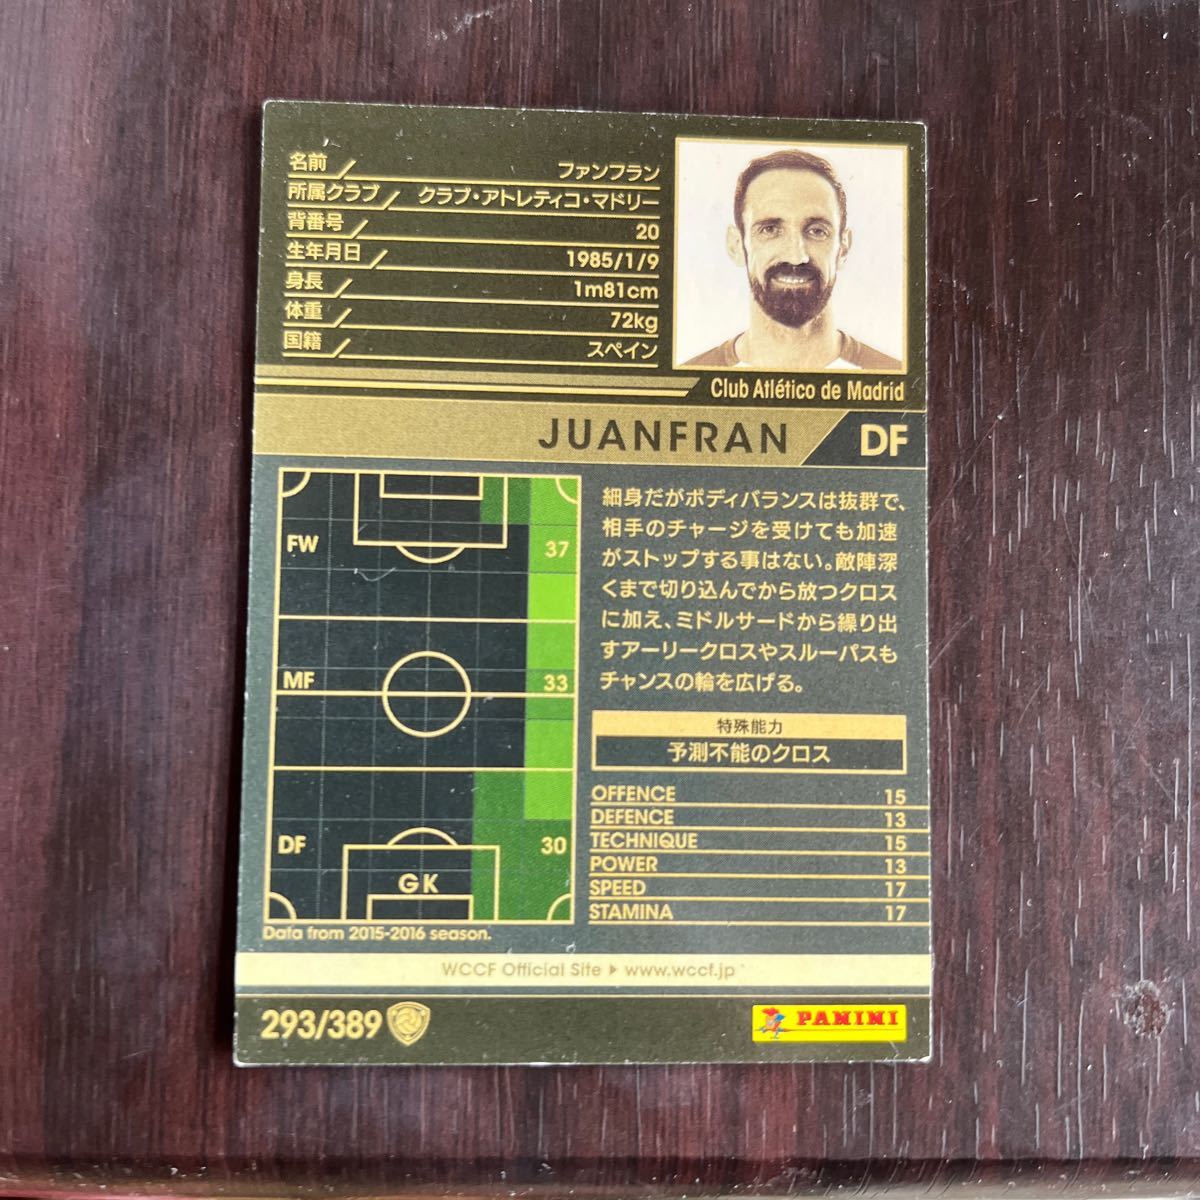 名前 ファンフラン
所属クラブ クラブ・アトレティコ・マドリー
背番号 20
生年月日 1985/1/9
身長 1m81cm
体重 72kg
国籍 スペイン
Club Atlético de Madrid
JUANFRAN DF
FW 37
MF 33
DF 30
GK
Data from 2015-2016 season.
細身だがボディバランスは抜群で、
相手のチャージを受けても加速
がストップする事はない。敵陣深
くまで切り込んでから放つクロス
に加え、ミドルサードから繰り出
すアーリークロスやスルーパスも
チャンスの輪を広げる。
特殊能力
予測不能のクロス
OFFENCE 15
DEFENCE 13
TECHNIQUE 15
POWER 13
SPEED 17
STAMINA 17
WCCF Official Site ▶ www.wccf.jp
293/389
PANINI